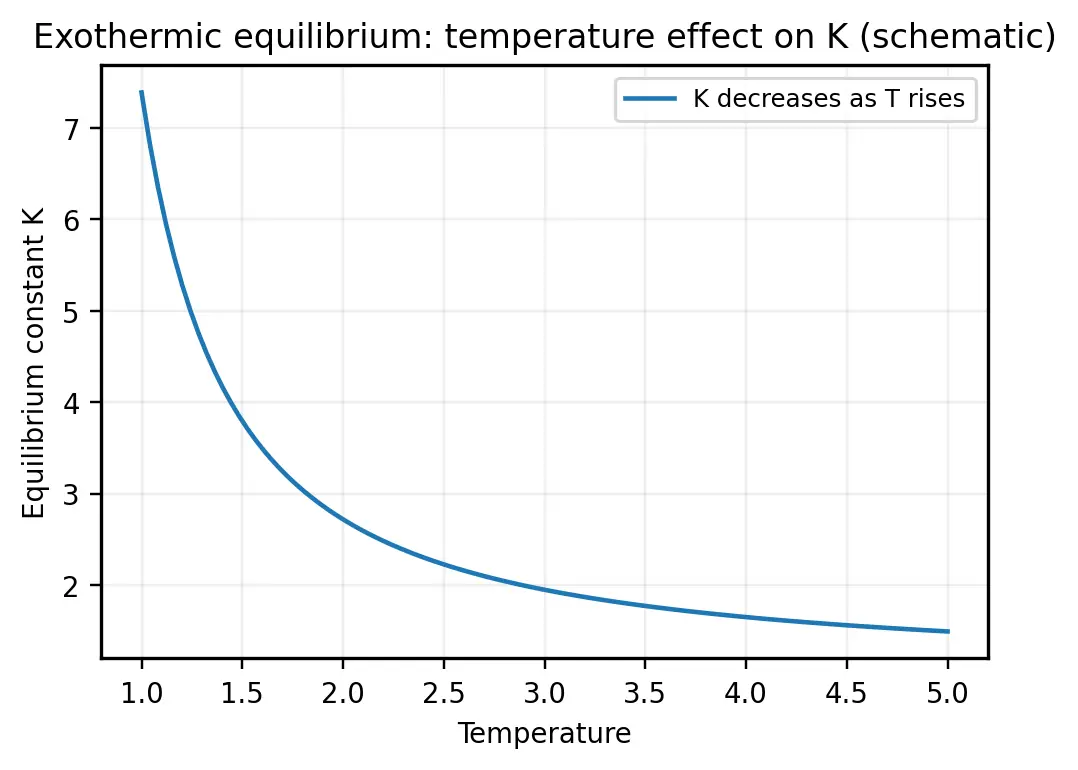 Exothermic equilibrium: temperature effect on K (schematic)
K decreases as T rises
Equilibrium constant K
7
6
5
4
3
2
1.0 1.5 2.0 2.5 3.0 3.5 4.0 4.5 5.0
Temperature